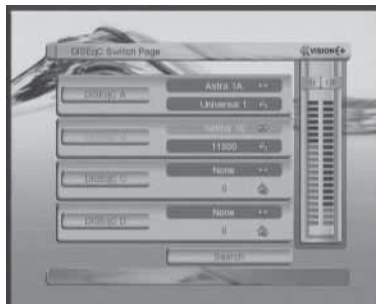 DiSEqC Switch Page
VISION
DiSEqC A
Astra 1A
Universal 1
11300
DiSEqC C
None
0
DiSEqC D
None
0
Search